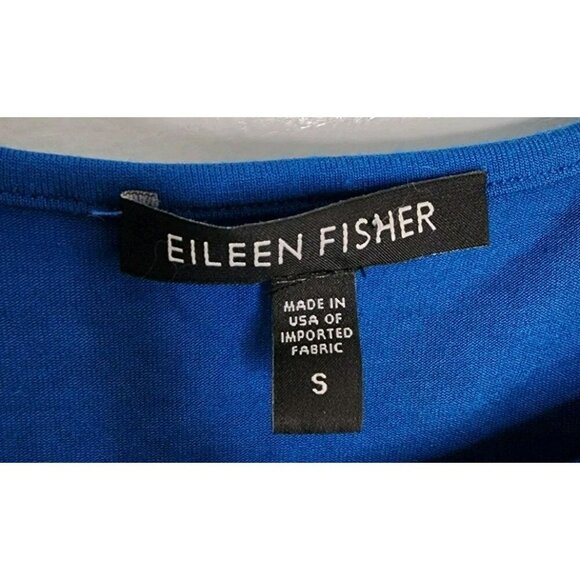 EILEEN FISHER
MADE IN
USA OF
IMPORTED
FABRIC
S